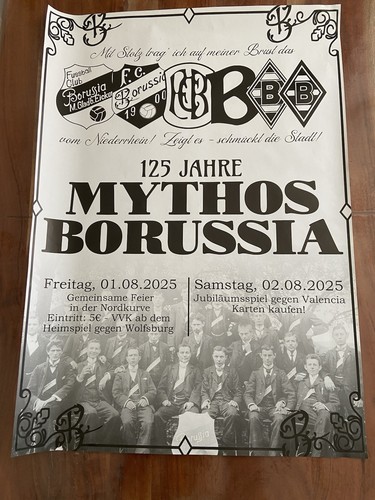 Mit Stolz trag' ich auf meiner Brust das
Fussball
Club
Borussia
M. Gladb. Eicken
F.C.
Borussia
1900
B
B
B
vom Niederrhein! Zeigt es - schmückt die Stadt!
125 JAHRE
MYTHOS
BORUSSIA
Freitag, 01.08.2025
Gemeinsame Feier
in der Nordkurve
Eintritt: 5€ - VVK ab dem
Heimspiel gegen Wolfsburg
Samstag, 02.08.2025
Jubiläumsspiel gegen Valencia
Karten kaufen!